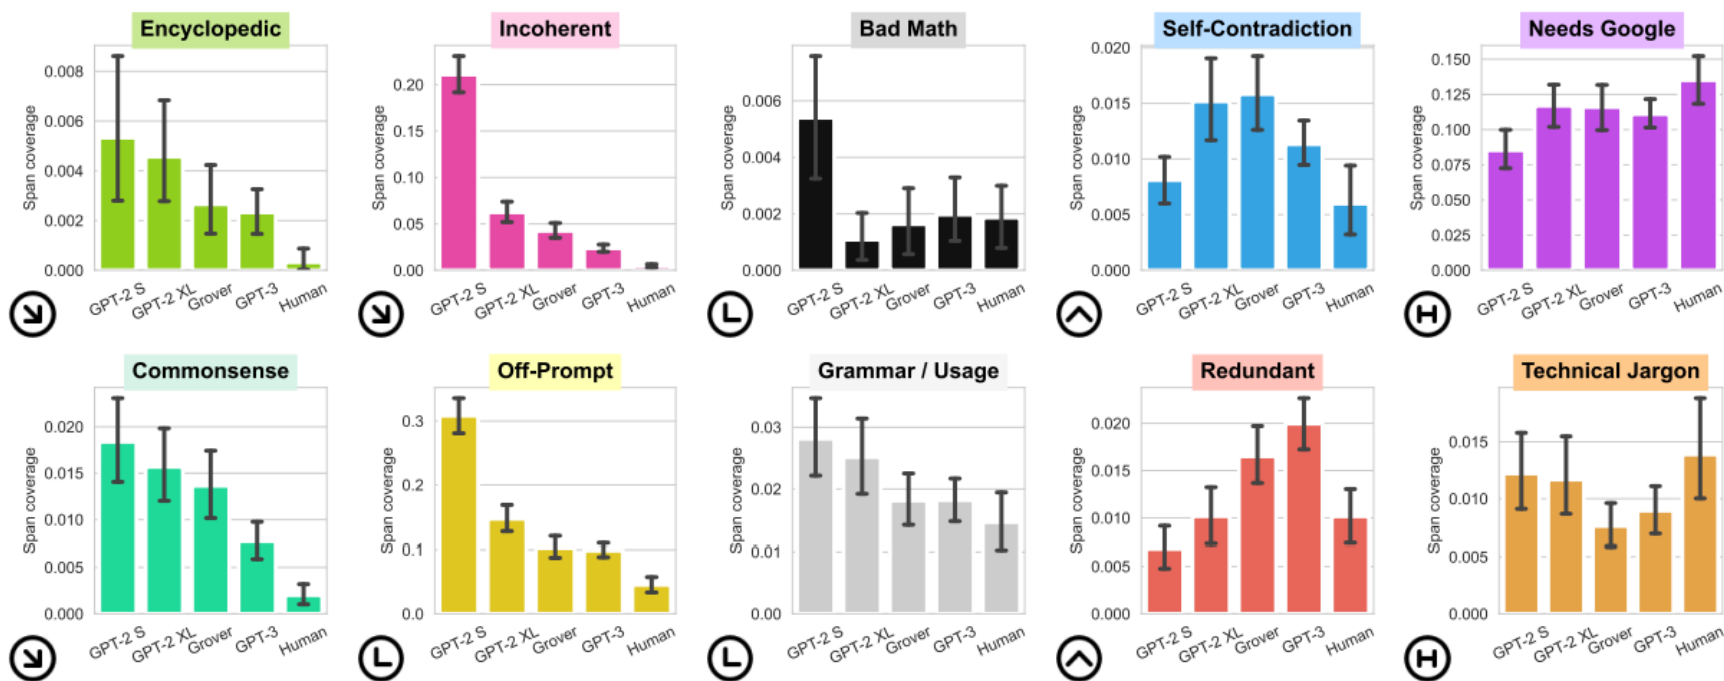 Encyclopedic
Span coverage
0.008
0.006
0.004
0.002
0.000
GPT-2 S GPT-2 XL Grover GPT-3 Human
Incoherent
0.20
0.15
0.10
0.05
0.00
GPT-2 S GPT-2 XL Grover GPT-3 Human
Bad Math
Span coverage
0.006
0.004
0.002
0.000
GPT-2 S GPT-2 XL Grover GPT-3 Human
Self-Contradiction
Span coverage
0.020
0.015
0.010
0.005
0.000
GPT-2 S GPT-2 XL Grover GPT-3 Human
Needs Google
Span coverage
0.150
0.125
0.100
0.075
0.050
0.025
0.000
GPT-2 S GPT-2 XL Grover GPT-3 Human
H
Commonsense
Span coverage
0.020
0.015
0.010
0.005
0.000
GPT-2 S GPT-2 XL Grover GPT-3 Human
Off-Prompt
Span coverage
0.3
0.2
0.1
0.0
GPT-2 S GPT-2 XL Grover GPT-3 Human
Grammar / Usage
Span coverage
0.03
0.02
0.01
0.00
GPT-2 S GPT-2 XL Grover GPT-3 Human
Redundant
Span coverage
0.020
0.015
0.010
0.005
0.000
GPT-2 S GPT-2 XL Grover GPT-3 Human
Technical Jargon
Span coverage
0.015
0.010
0.005
0.000
GPT-2 S GPT-2 XL Grover GPT-3 Human
H